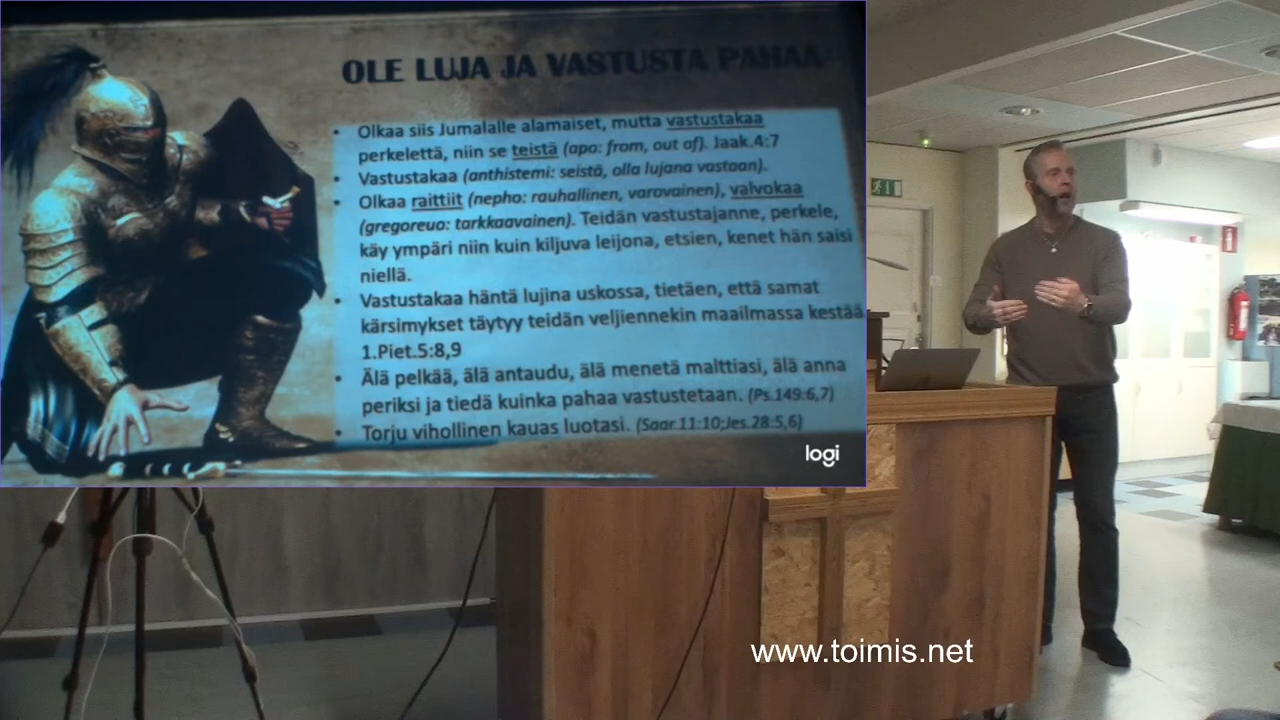 OLE LUJA JA VASTUSTA PAHAA
• Olkaa siis Jumalalle alamaiset, mutta vastustakaa
perkelettä, niin se teistä (apo: from, out of). Jaak.4:7
• Vastustakaa (anthistemi: seistä, olla lujana vastaan).
• Olkaa raittiit (nepho: rauhallinen, varovainen), valvokaa
(gregoreuo: tarkkaavainen). Teidän vastustajanne, perkele,
käy ympäri niin kuin kiljuva leijona, etsien, kenet hän saisi
niellä.
• Vastustakaa häntä lujina uskossa, tietäen, että samat
kärsimykset täytyy teidän veljiennekin maailmassa kestää
1.Piet.5:8,9
• Älä pelkää, älä antaudu, älä menetä malttiasi, älä anna
periksi ja tiedä kuinka pahaa vastustetaan. (Ps.149:6,7)
• Torju vihollinen kauas luotasi. (Saar.11:10;Jes.28:5,6)
logi
www.toimis.net